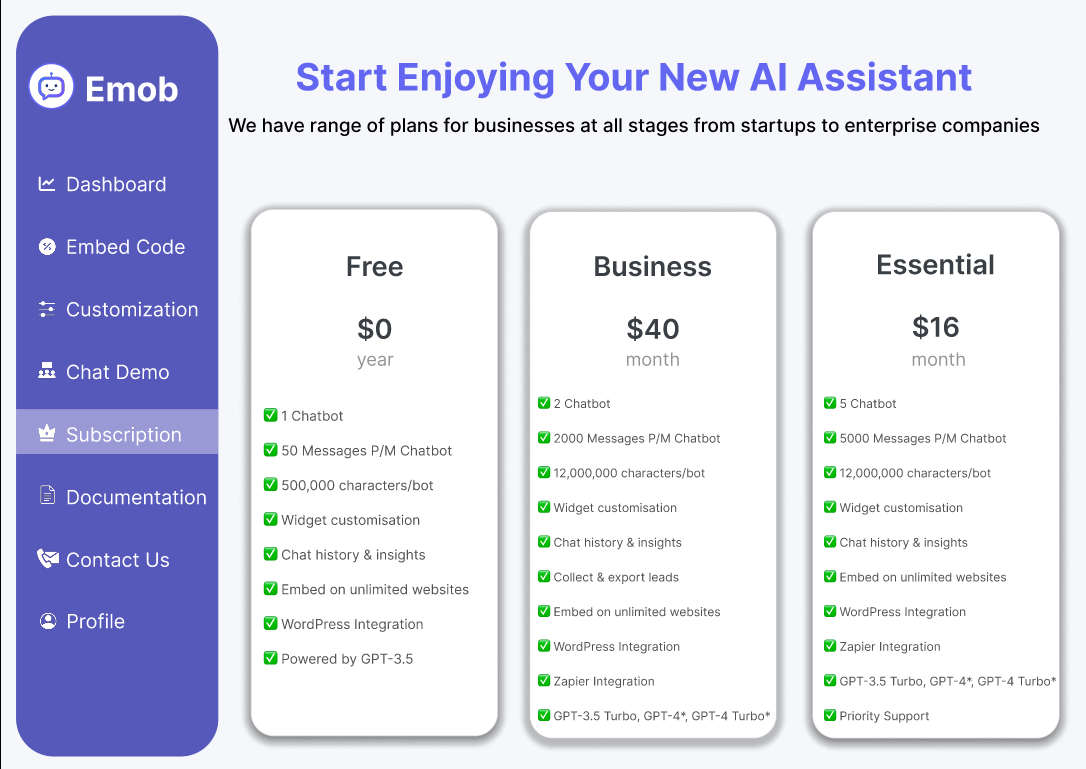 Emob
Dashboard
Embed Code
Customization
Chat Demo
Subscription
Documentation
Contact Us
Profile
Start Enjoying Your New AI Assistant
We have range of plans for businesses at all stages from startups to enterprise companies
Free
$0
year
✅ 1 Chatbot
✅ 50 Messages P/M Chatbot
✅ 500,000 characters/bot
✅ Widget customisation
✅ Chat history & insights
✅ Embed on unlimited websites
✅ WordPress Integration
✅ Powered by GPT-3.5
Business
$40
month
✅ 2 Chatbot
✅ 2000 Messages P/M Chatbot
✅ 12,000,000 characters/bot
✅ Widget customisation
✅ Chat history & insights
✅ Collect & export leads
✅ Embed on unlimited websites
✅ WordPress Integration
✅ Zapier Integration
✅ GPT-3.5 Turbo, GPT-4*, GPT-4 Turbo*
Essential
$16
month
✅ 5 Chatbot
✅ 5000 Messages P/M Chatbot
✅ 12,000,000 characters/bot
✅ Widget customisation
✅ Chat history & insights
✅ Embed on unlimited websites
✅ WordPress Integration
✅ Zapier Integration
✅ GPT-3.5 Turbo, GPT-4*, GPT-4 Turbo*
✅ Priority Support